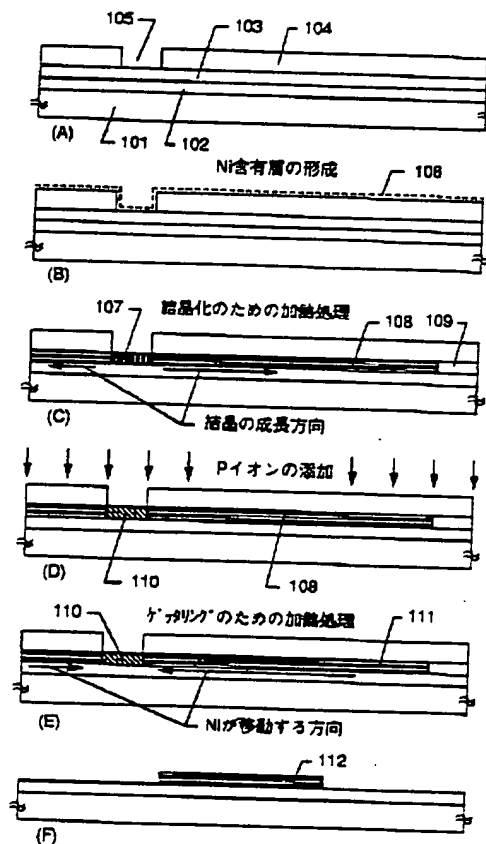 105
103
104
101
102
(A)
Ni含有層の形成
106
(B)
107
結晶化のための加熱処理
108
109
結晶の成長方向
(C)
Pイオンの添加
110
108
(D)
110
ゲッタリングのための加熱処理
111
Niが移動する方向
(E)
112
(F)